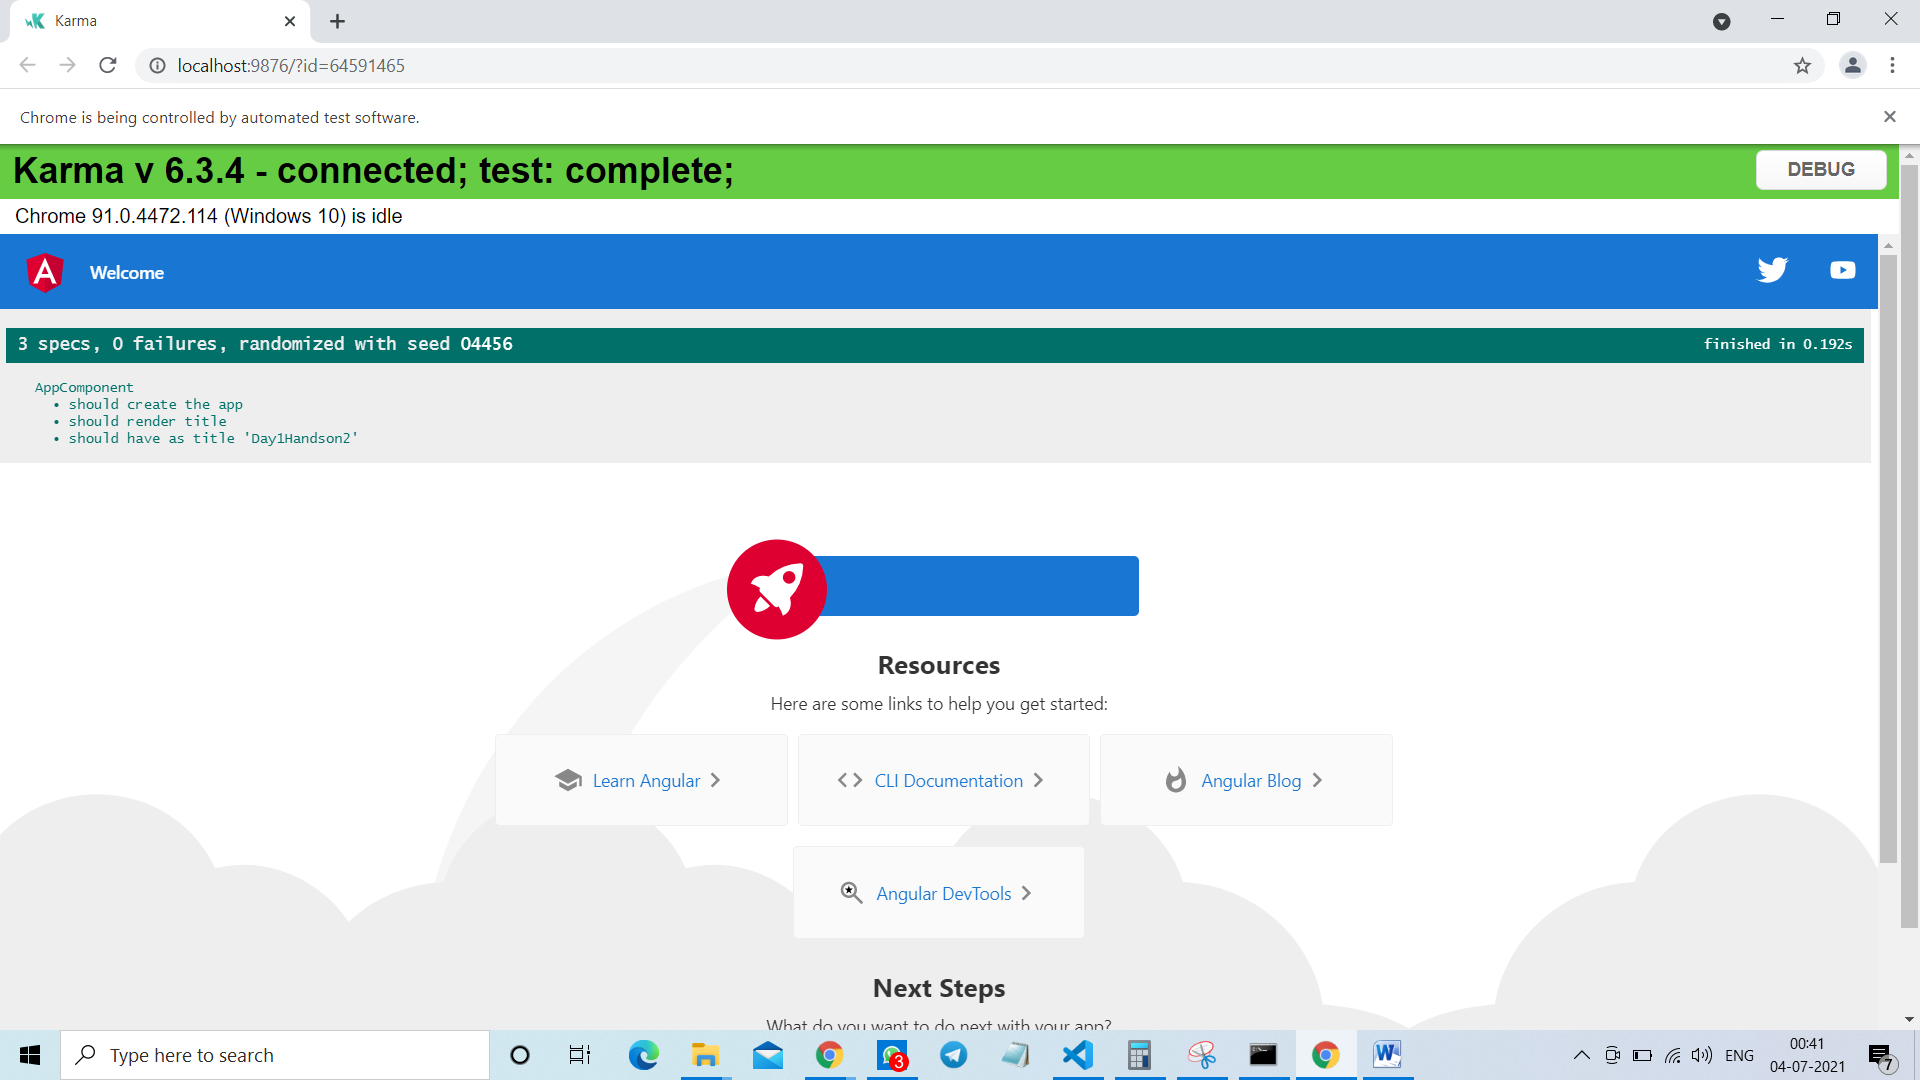 Karma
localhost:9876/?id=64591465
Chrome is being controlled by automated test software.
Karma v 6.3.4 - connected; test: complete;
DEBUG
Chrome 91.0.4472.114 (Windows 10) is idle
Welcome
3 specs, 0 failures, randomized with seed 04456
finished in 0.192s
AppComponent
• should create the app
• should render title
• should have as title 'Day1Handson2'
Resources
Here are some links to help you get started:
Learn Angular
CLI Documentation
Angular Blog
Angular DevTools
Next Steps
What do you want to do next with your app?
Type here to search
3
ENG
00:41
04-07-2021
7